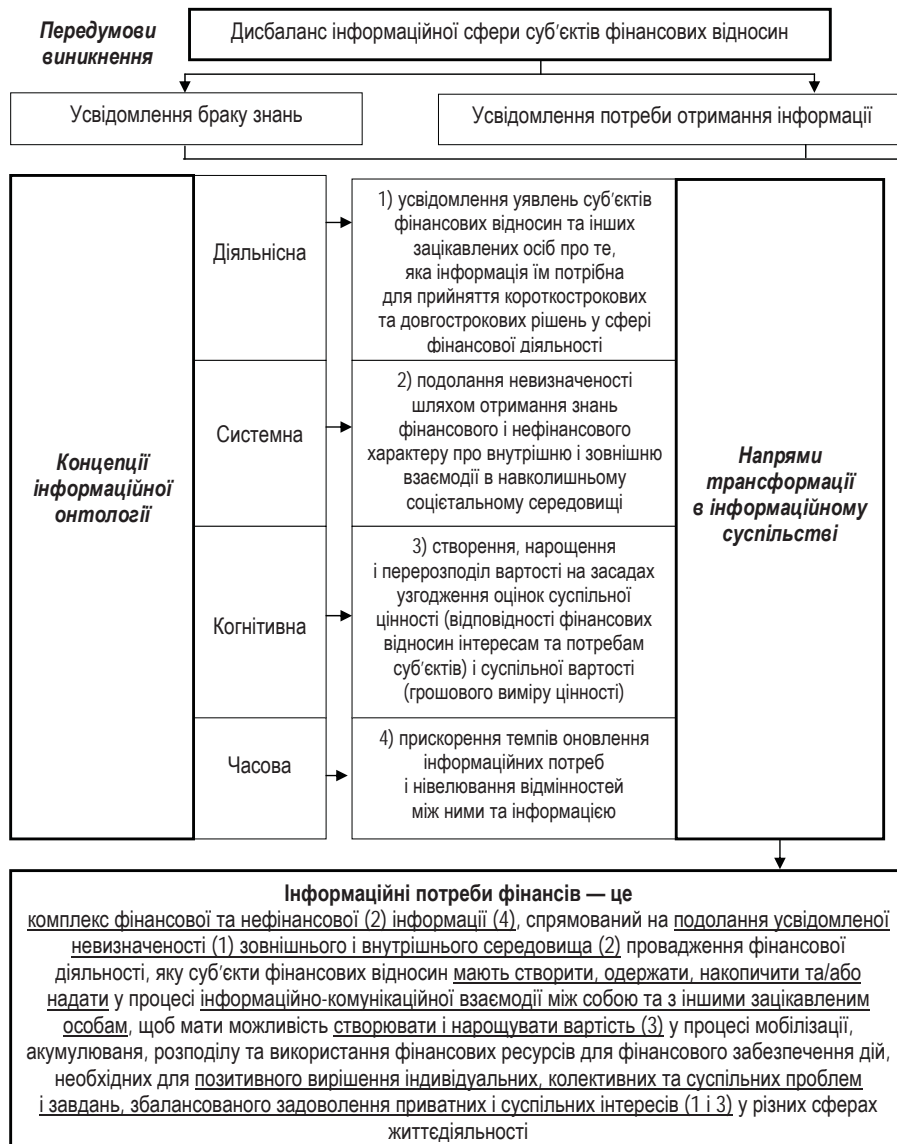 Передумови
виникнення
Дисбаланс інформаційної сфери суб'єктів фінансових відносин
Усвідомлення браку знань
Усвідомлення потреби отримання інформації
Концепції
інформаційної
онтології
Діяльнісна
1) усвідомлення уявлень суб'єктів
фінансових відносин та інших
зацікавлених осіб про те,
яка інформація їм потрібна
для прийняття короткострокових
та довгострокових рішень у сфері
фінансової діяльності
Системна
2) подолання невизначеності
шляхом отримання знань
фінансового і нефінансового
характеру про внутрішню і зовнішню
взаємодії в навколишньому
соцієтальному середовищі
Когнітивна
3) створення, нарощення
і перерозподіл вартості на засадах
узгодження оцінок суспільної
цінності (відповідності фінансових
відносин інтересам та потребам
суб'єктів) і суспільної вартості
(грошового виміру цінності)
Часова
4) прискорення темпів оновлення
інформаційних потреб
і нівелювання відмінностей
між ними та інформацією
Напрями
трансформації
в інформаційному
суспільстві
Інформаційні потреби фінансів — це
комплекс фінансової та нефінансової (2) інформації (4), спрямований на подолання усвідомленої
невизначеності (1) зовнішнього і внутрішнього середовища (2) провадження фінансової
діяльності, яку суб'єкти фінансових відносин мають створити, одержати, накопичити та/або
надати у процесі інформаційно-комунікаційної взаємодії між собою та з іншими зацікавленим
особам, щоб мати можливість створювати і нарощувати вартість (3) у процесі мобілізації,
акумулюваня, розподілу та використання фінансових ресурсів для фінансового забезпечення дій,
необхідних для позитивного вирішення індивідуальних, колективних та суспільних проблем
і завдань, збалансованого задоволення приватних і суспільних інтересів (1 і 3) у різних сферах
життєдіяльності